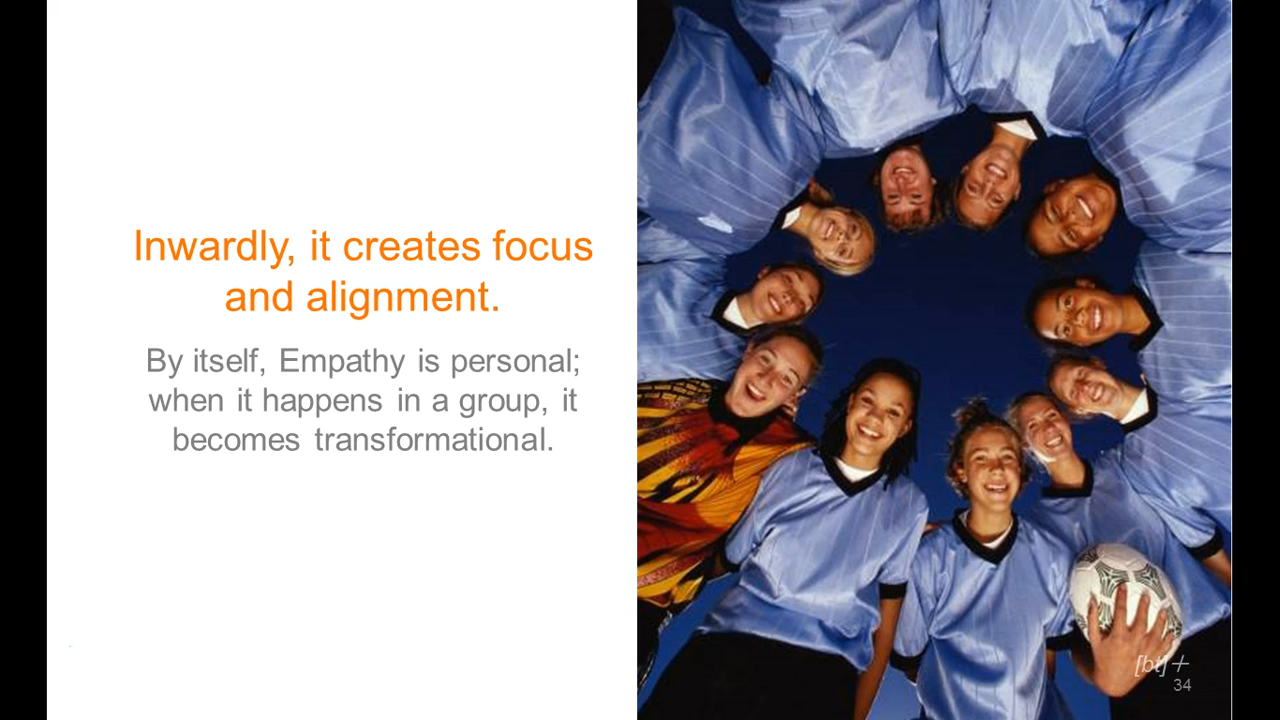 Inwardly, it creates focus
and alignment.
By itself, Empathy is personal;
when it happens in a group, it
becomes transformational.
[bt]+
34